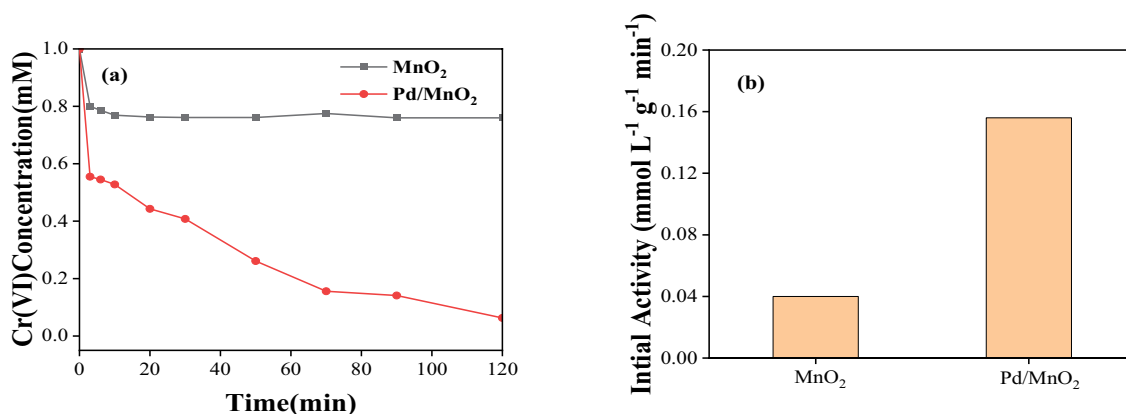 (a)
MnO₂
Pd/MnO₂
1.0
0.8
0.6
0.4
0.2
0.0
Cr(VI)Concentration(mM)
0
20
40
60
80
100
120
Time(min)
(b)
0.20
0.16
0.12
0.08
0.04
0.00
Intial Activity (mmol L⁻¹ g⁻¹ min⁻¹)
MnO₂
Pd/MnO₂